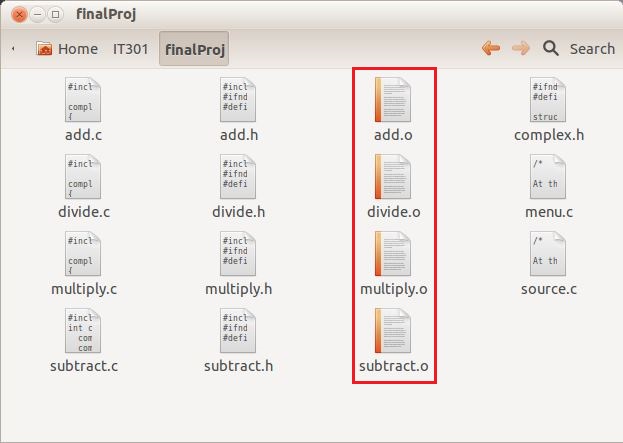 finalProj
Home IT301 finalProj Search
#incl #incl #ifnd
compl #ifnd #defi
{ #defi struc
add.c add.h add.o complex.h
#incl #incl /*
compl #ifnd At th
{ #defi
divide.c divide.h divide.o menu.c
#incl #incl /*
compl #ifnd At th
{ #defi
multiply.c multiply.h multiply.o source.c
#incl #incl
int c #ifnd
com #defi
com
subtract.c subtract.h subtract.o